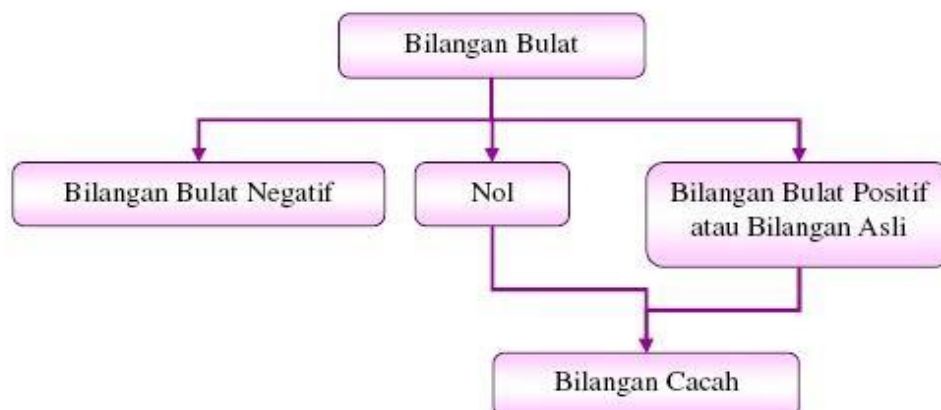 Bilangan Bulat
Bilangan Bulat Negatif
Nol
Bilangan Bulat Positif
atau Bilangan Asli
Bilangan Cacah